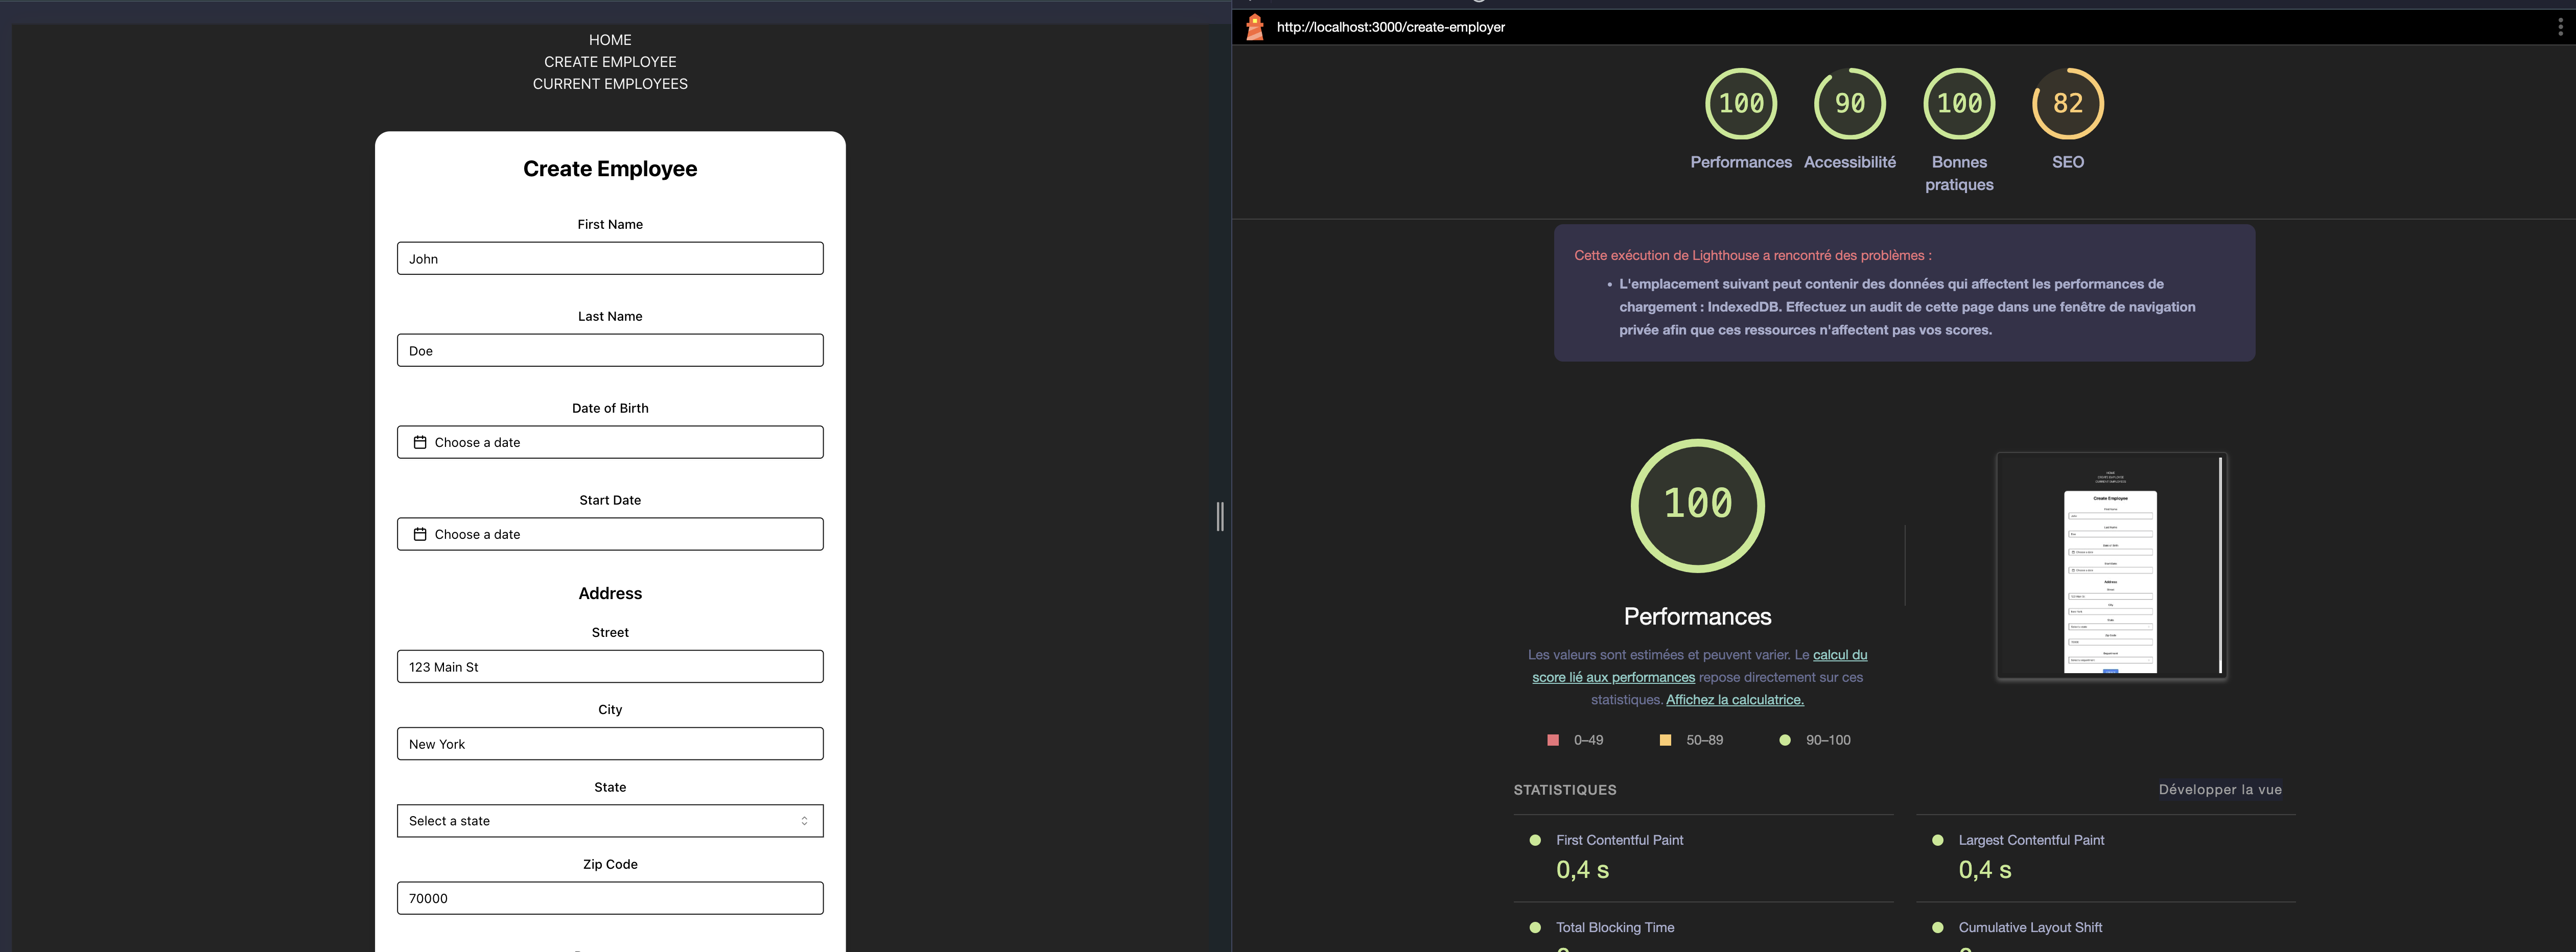 HOME
CREATE EMPLOYEE
CURRENT EMPLOYEES
Create Employee
First Name
John
Last Name
Doe
Date of Birth
Choose a date
Start Date
Choose a date
Address
Street
123 Main St
City
New York
State
Select a state
Zip Code
70000
http://localhost:3000/create-employer
100
90
100
82
Performances
Accessibilité
Bonnes
pratiques
SEO
Cette exécution de Lighthouse a rencontré des problèmes :
• L'emplacement suivant peut contenir des données qui affectent les performances de
chargement : IndexedDB. Effectuez un audit de cette page dans une fenêtre de navigation
privée afin que ces ressources n'affectent pas vos scores.
100
Performances
Les valeurs sont estimées et peuvent varier. Le calcul du
score lié aux performances repose directement sur ces
statistiques. Affichez la calculatrice.
0–49
50–89
90–100
STATISTIQUES
Développer la vue
First Contentful Paint
0,4 s
Largest Contentful Paint
0,4 s
Total Blocking Time
Cumulative Layout Shift